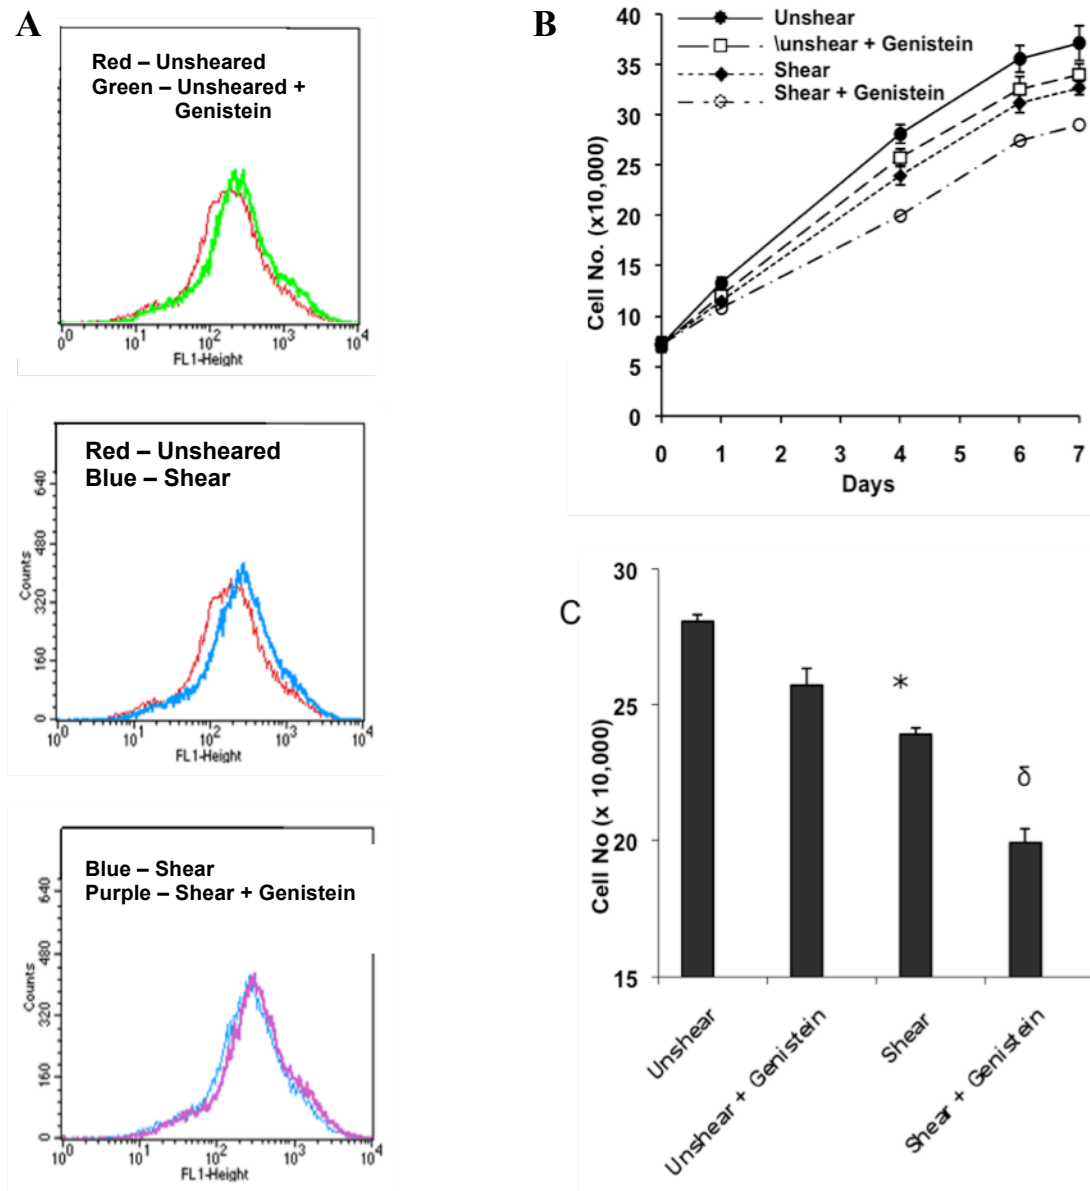 A
Red – Unsheared
Green – Unsheared +
Genistein
10^0 10^1 10^2 10^3 10^4
FL1-Height
Red – Unsheared
Blue – Shear
Counts
640
480
320
160
0
10^0 10^1 10^2 10^3 10^4
FL1-Height
Blue – Shear
Purple – Shear + Genistein
Counts
640
480
320
160
0
10^0 10^1 10^2 10^3 10^4
FL1-Height
B
Unshear
\unshear + Genistein
Shear
Shear + Genistein
Cell No. (x10,000)
40
35
30
25
20
15
10
5
0
0 1 2 3 4 5 6 7
Days
C
Cell No (x 10,000)
30
25
20
15
*
δ
Unshear
Unshear + Genistein
Shear
Shear + Genistein